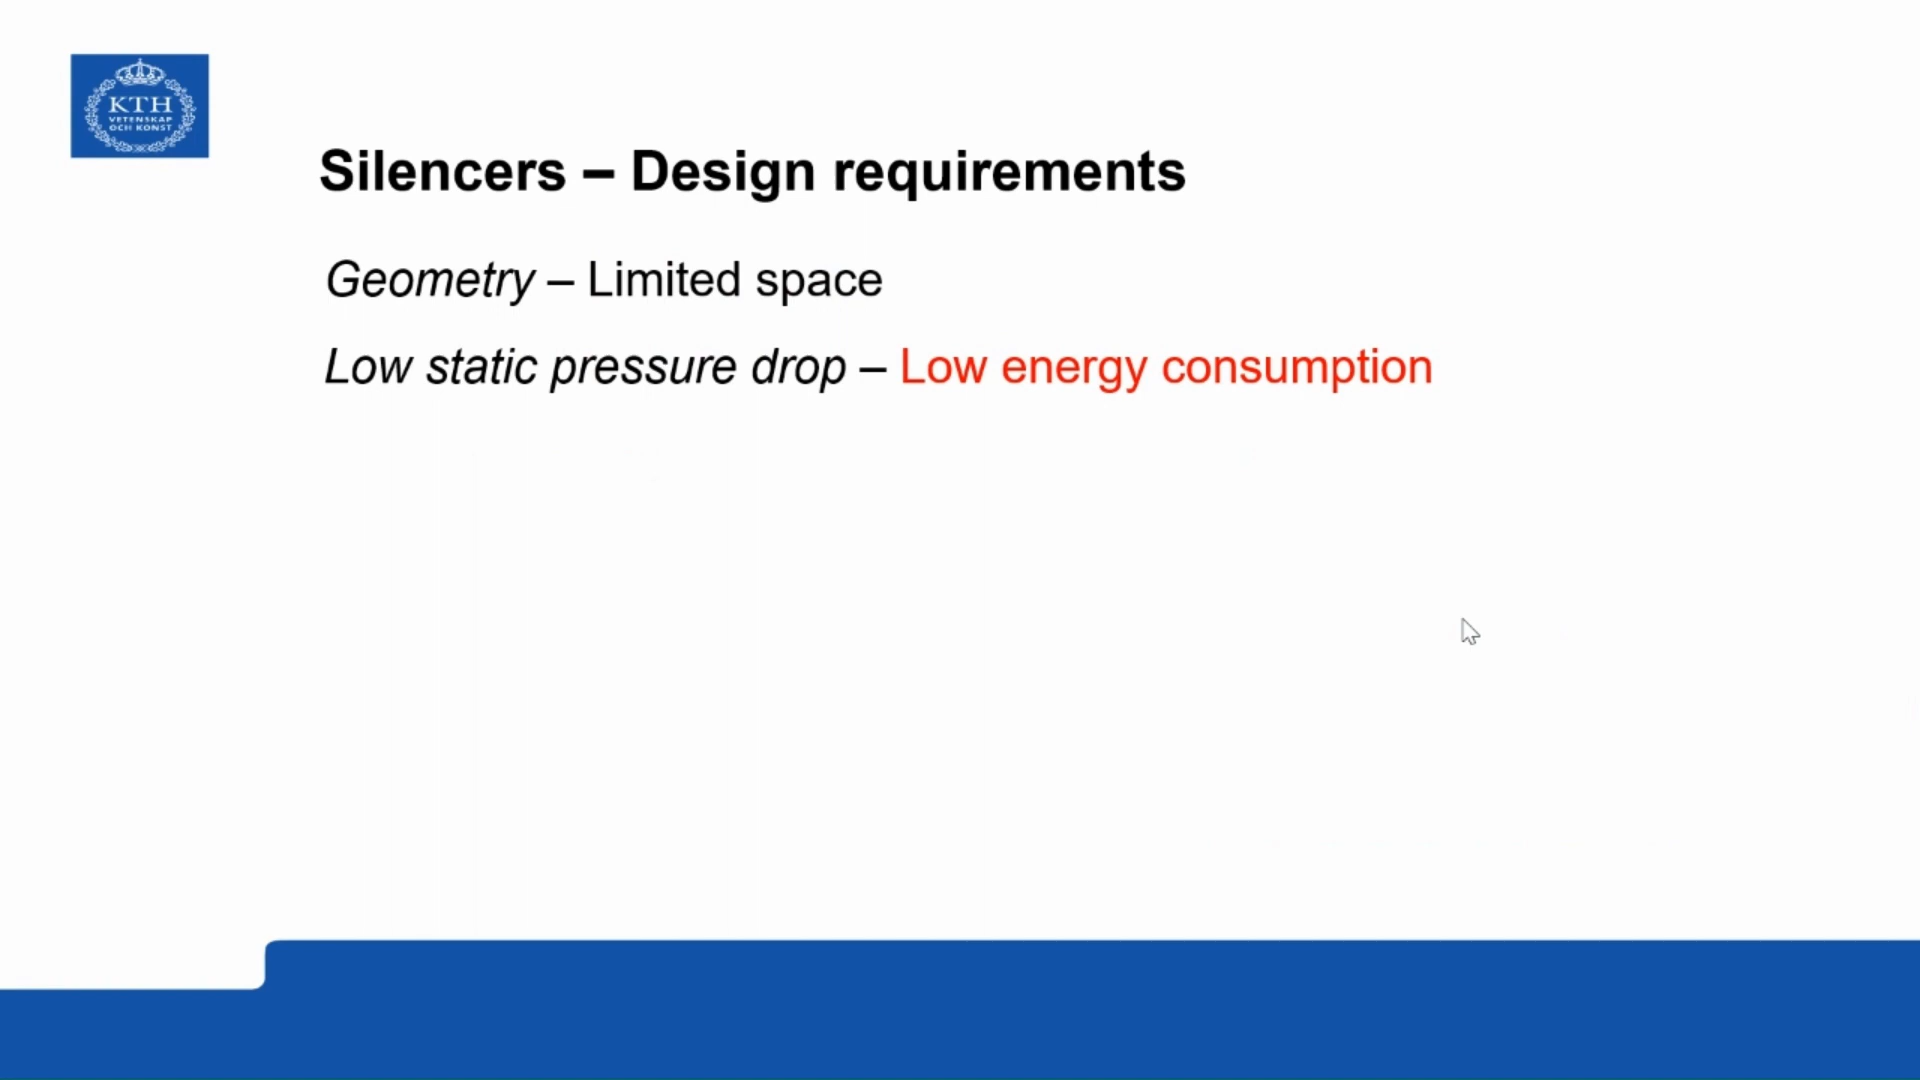 KTH
VETENSKAP
OCH KONST
Silencers – Design requirements
Geometry – Limited space
Low static pressure drop – Low energy consumption